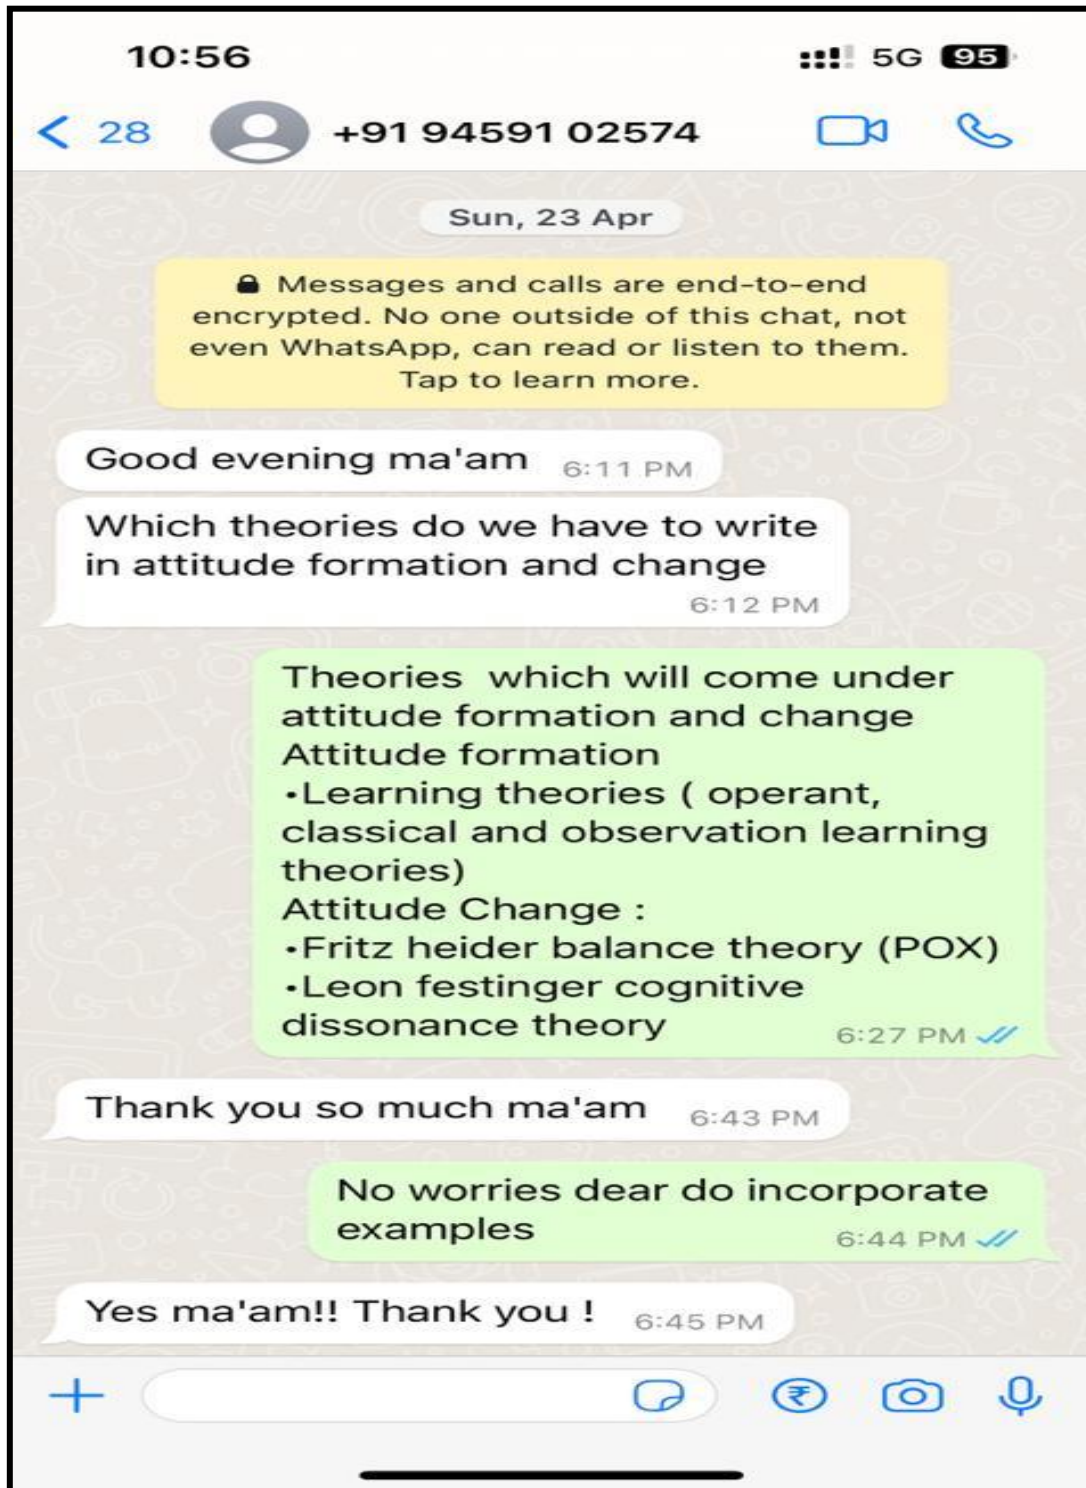 10:56
5G 95
28
+91 94591 02574
Sun, 23 Apr
Messages and calls are end-to-end
encrypted. No one outside of this chat, not
even WhatsApp, can read or listen to them.
Tap to learn more.
Good evening ma'am 6:11 PM
Which theories do we have to write
in attitude formation and change
6:12 PM
Theories  which will come under
attitude formation and change
Attitude formation
•Learning theories ( operant,
classical and observation learning
theories)
Attitude Change :
•Fritz heider balance theory (POX)
•Leon festinger cognitive
dissonance theory 6:27 PM
Thank you so much ma'am 6:43 PM
No worries dear do incorporate
examples 6:44 PM
Yes ma'am!! Thank you ! 6:45 PM
₹